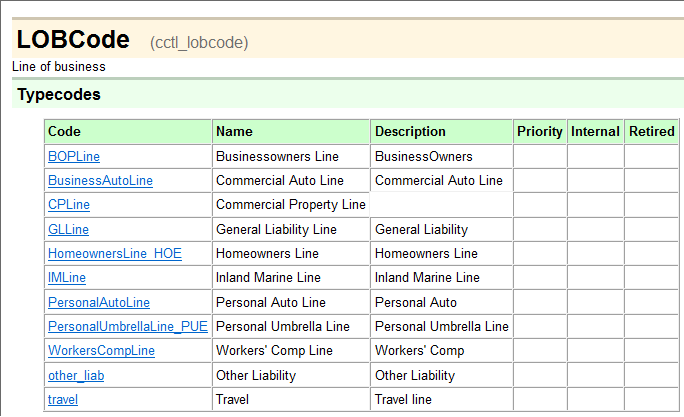 LOBCode (cctl_lobcode)
Line of business
Typecodes
Code Name Description Priority Internal Retired
BOPLine Businessowners Line BusinessOwners
BusinessAutoLine Commercial Auto Line Commercial Auto Line
CPLine Commercial Property Line
GLLine General Liability Line General Liability
HomeownersLine_HOE Homeowners Line Homeowners Line
IMLine Inland Marine Line Inland Marine Line
PersonalAutoLine Personal Auto Line Personal Auto
PersonalUmbrellaLine_PUE Personal Umbrella Line Personal Umbrella Line
WorkersCompLine Workers' Comp Line Workers' Comp
other_liab Other Liability Other Liability
travel Travel Travel line